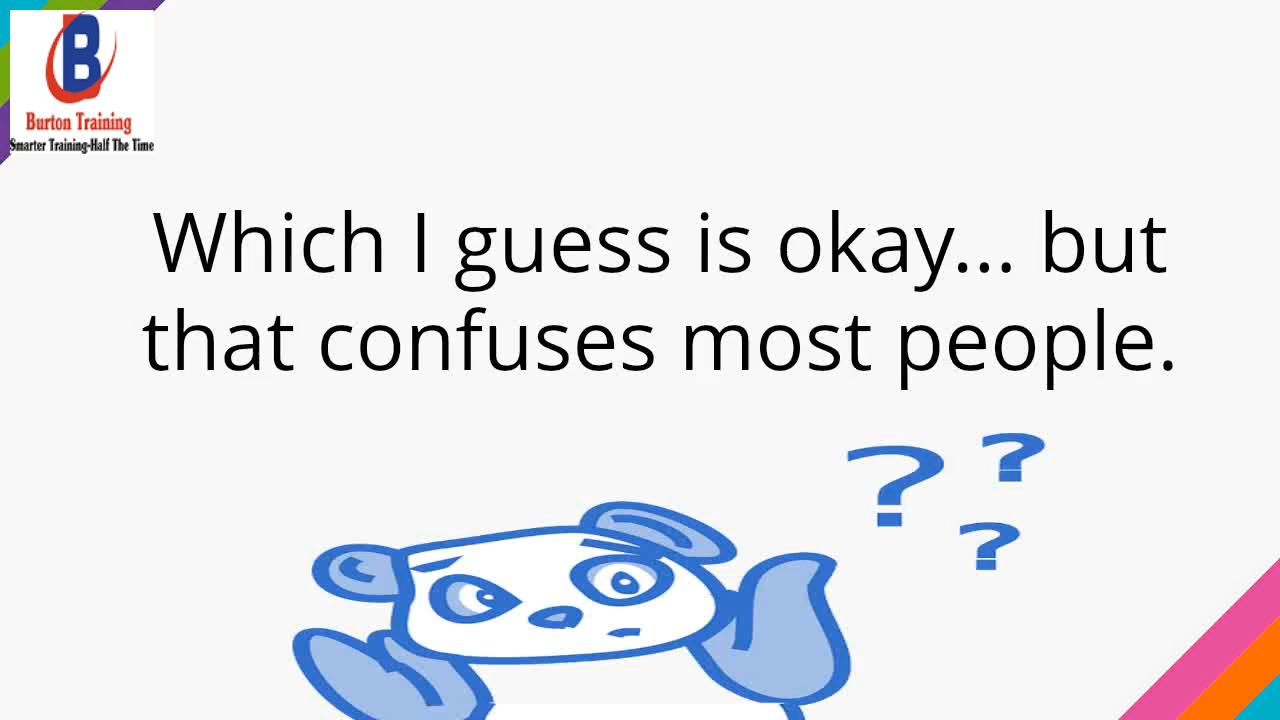 B
Burton Training
Smarter Training-Half The Time
Which I guess is okay... but
that confuses most people.
? ?
?